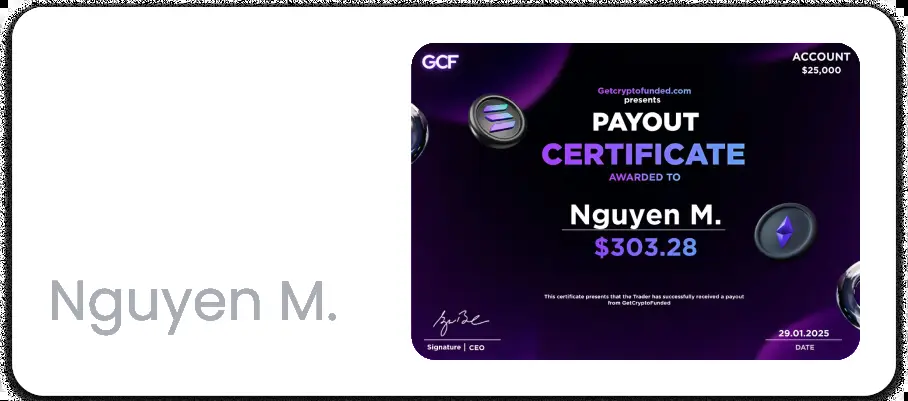 Nguyen M.
GCF
ACCOUNT
$25,000
Getcryptofunded.com
presents
PAYOUT
CERTIFICATE
AWARDED TO
Nguyen M.
$303.28
This certificate presents that the Trader has successfully received a payout
from GetCryptoFunded
Signature | CEO
29.01.2025
DATE